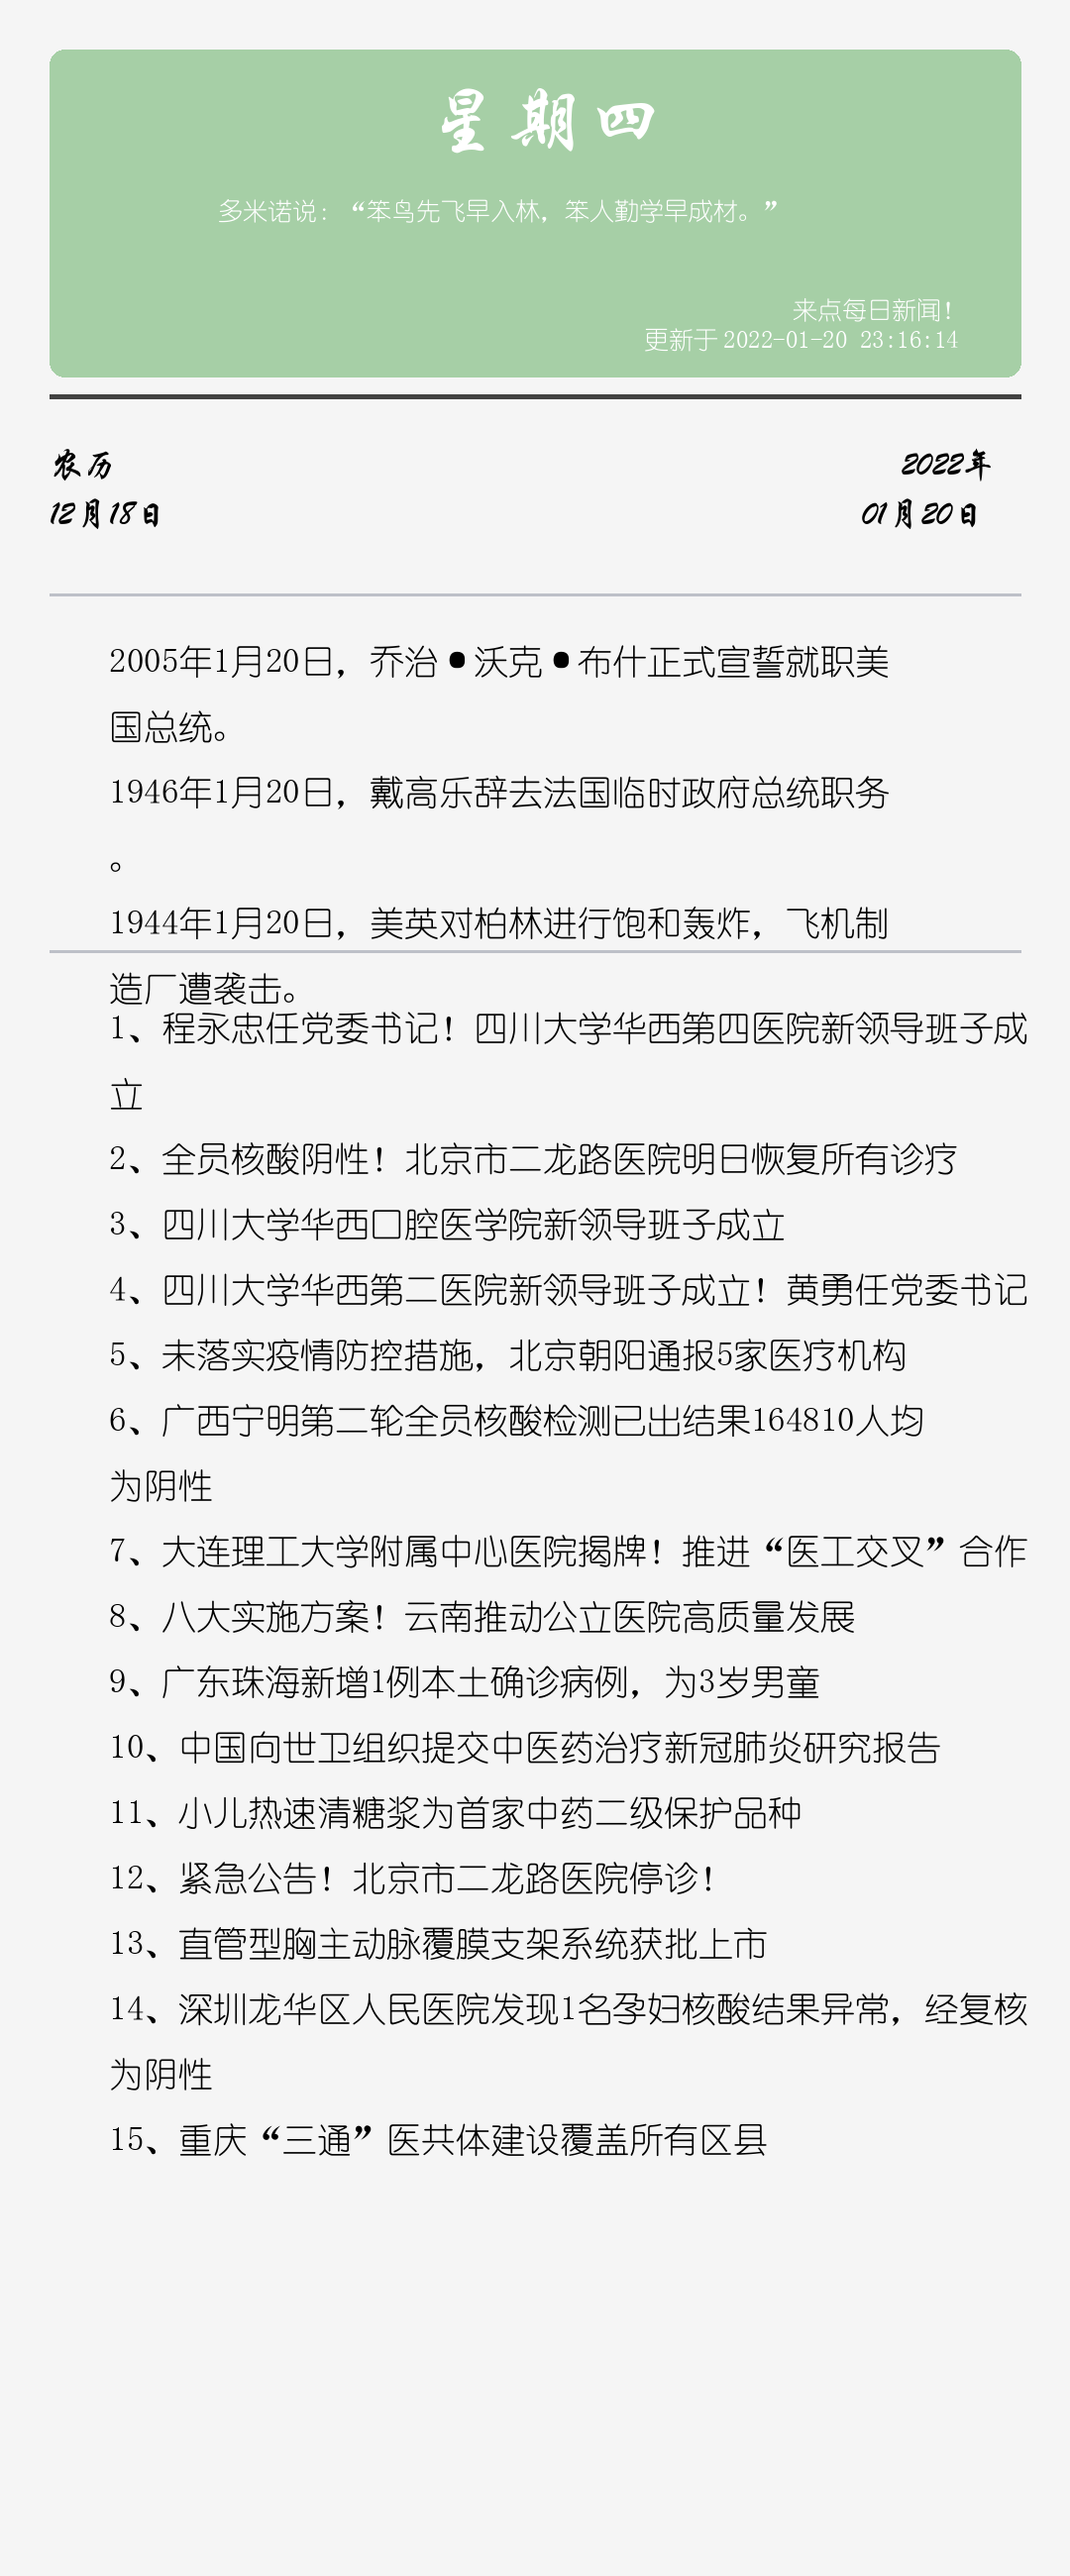 星期四
多米诺说：“笨鸟先飞早入林，笨人勤学早成材。”
来点每日新闻！
更新于2022-01-20 23:16:14
农历
2022年
12月18日
01月20日
2005年1月20日，乔治•沃克•布什正式宣誓就职美
国总统。
1946年1月20日，戴高乐辞去法国临时政府总统职务
。
1944年1月20日，美英对柏林进行饱和轰炸，飞机制
造厂遭袭击。
1、程永忠任党委书记！四川大学华西第四医院新领导班子成
立
2、全员核酸阴性！北京市二龙路医院明日恢复所有诊疗
3、四川大学华西口腔医学院新领导班子成立
4、四川大学华西第二医院新领导班子成立！黄勇任党委书记
5、未落实疫情防控措施，北京朝阳通报5家医疗机构
6、广西宁明第二轮全员核酸检测已出结果164810人均
为阴性
7、大连理工大学附属中心医院揭牌！推进“医工交叉”合作
8、八大实施方案！云南推动公立医院高质量发展
9、广东珠海新增1例本土确诊病例，为3岁男童
10、中国向世卫组织提交中医药治疗新冠肺炎研究报告
11、小儿热速清糖浆为首家中药二级保护品种
12、紧急公告！北京市二龙路医院停诊！
13、直管型胸主动脉覆膜支架系统获批上市
14、深圳龙华区人民医院发现1名孕妇核酸结果异常，经复核
为阴性
15、重庆“三通”医共体建设覆盖所有区县